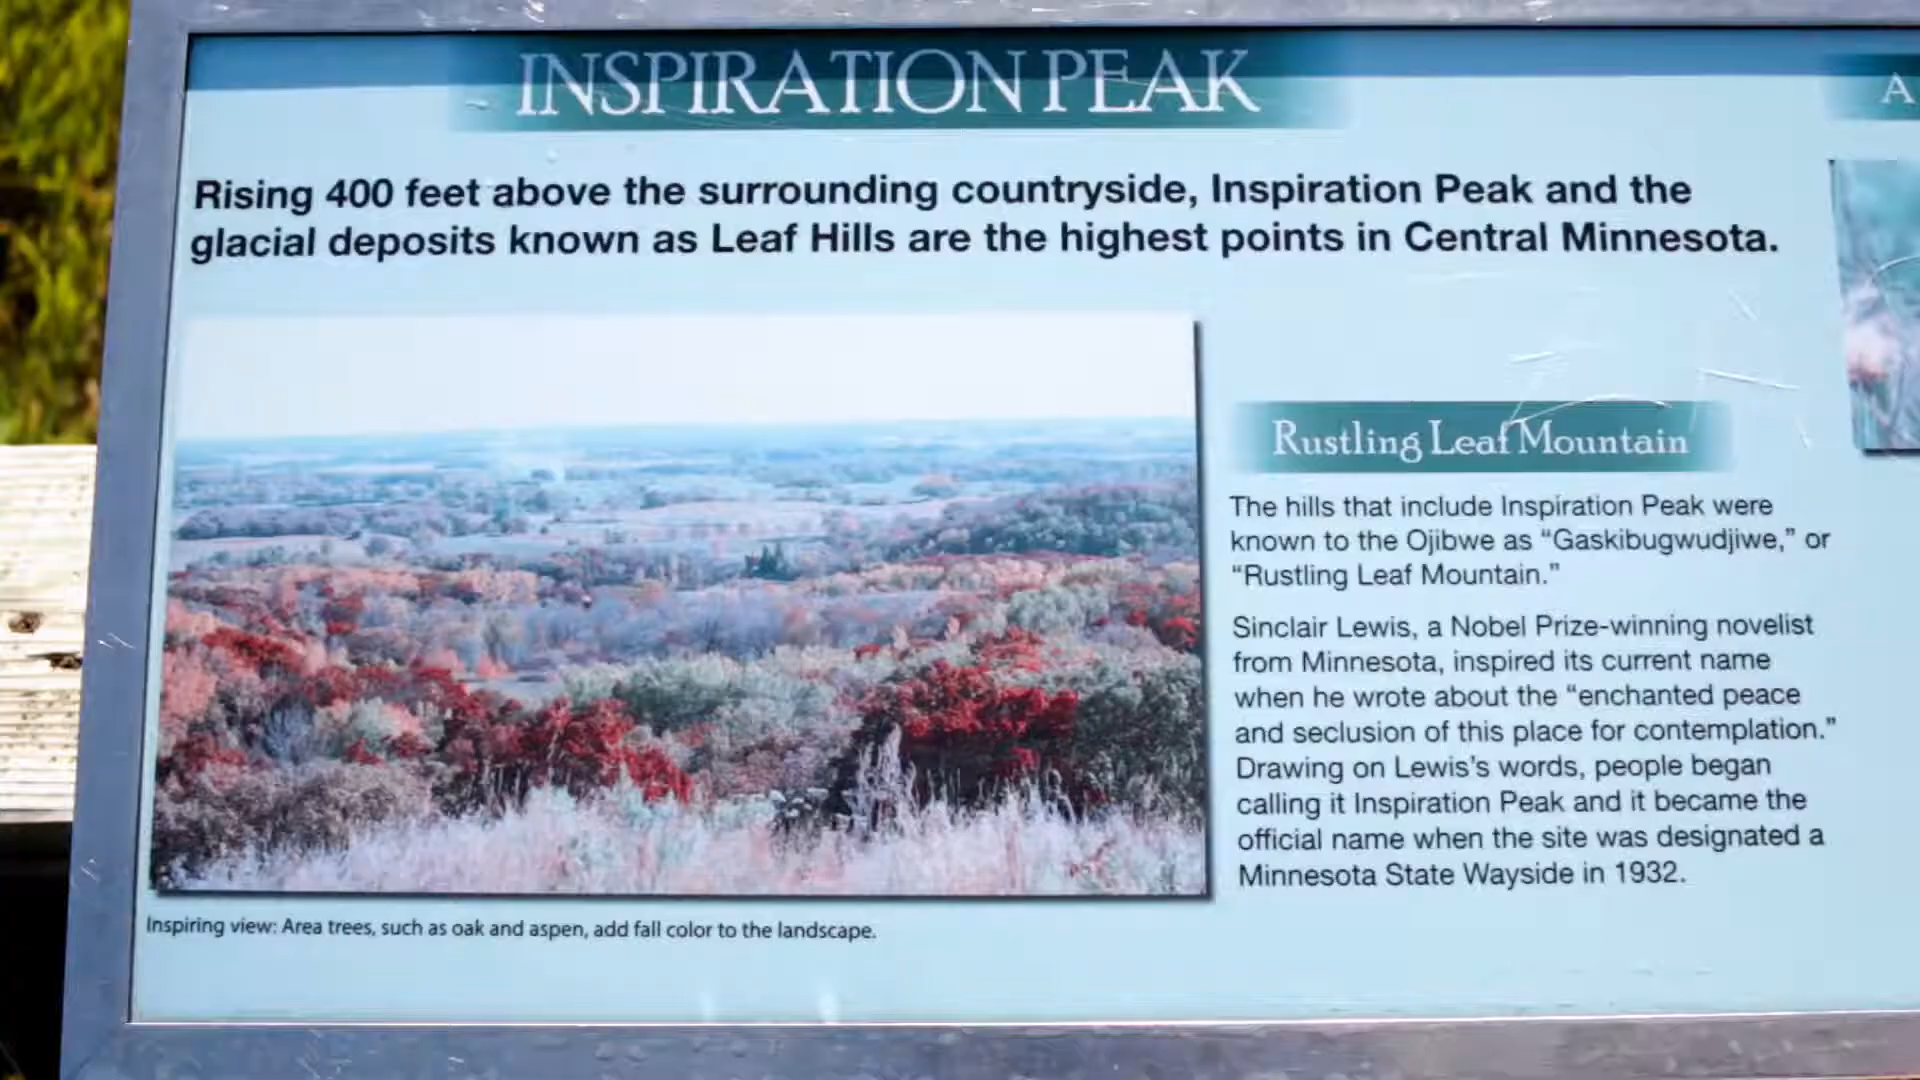 INSPIRATION PEAK
Rising 400 feet above the surrounding countryside, Inspiration Peak and the
glacial deposits known as Leaf Hills are the highest points in Central Minnesota.
Rustling Leaf Mountain
The hills that include Inspiration Peak were
known to the Ojibwe as “Gaskibugwudjiwe,” or
“Rustling Leaf Mountain.”
Sinclair Lewis, a Nobel Prize-winning novelist
from Minnesota, inspired its current name
when he wrote about the “enchanted peace
and seclusion of this place for contemplation.”
Drawing on Lewis’s words, people began
calling it Inspiration Peak and it became the
official name when the site was designated a
Minnesota State Wayside in 1932.
Inspiring view: Area trees, such as oak and aspen, add fall color to the landscape.
A